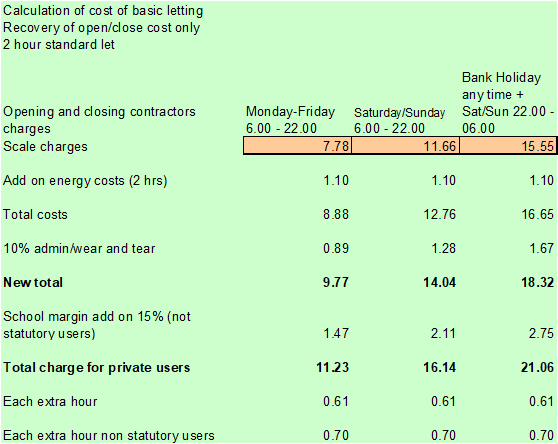 Calculation of cost of basic letting
Recovery of open/close cost only
2 hour standard let
Opening and closing contractors charges Monday-Friday 6.00 - 22.00 Saturday/Sunday 6.00 - 22.00 Bank Holiday any time + Sat/Sun 22.00 - 06.00
Scale charges 7.78 11.66 15.55
Add on energy costs (2 hrs) 1.10 1.10 1.10
Total costs 8.88 12.76 16.65
10% admin/wear and tear 0.89 1.28 1.67
New total 9.77 14.04 18.32
School margin add on 15% (not
statutory users) 1.47 2.11 2.75
Total charge for private users 11.23 16.14 21.06
Each extra hour 0.61 0.61 0.61
Each extra hour non statutory users 0.70 0.70 0.70